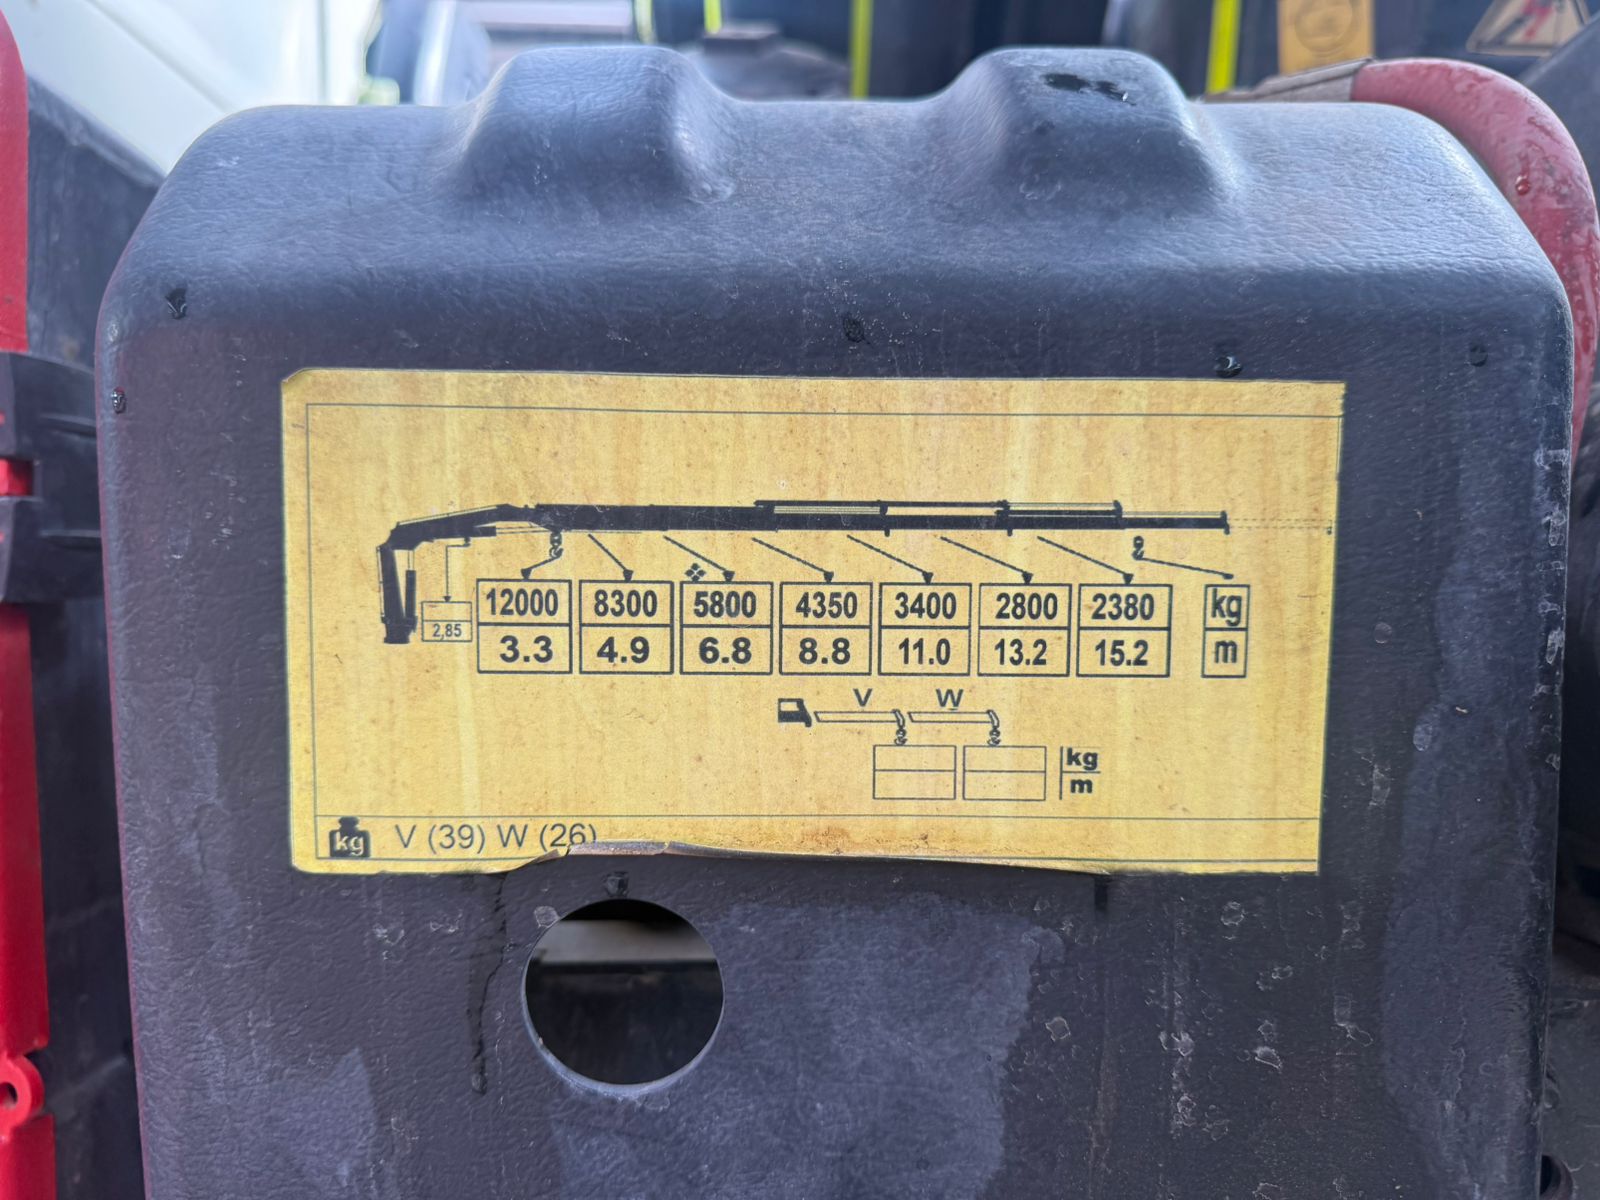 12000 8300 5800 4350 3400 2800 2380 kg
2,85 3.3 4.9 6.8 8.8 11.0 13.2 15.2 m
V W
kg
m
kg V (39) W (26)